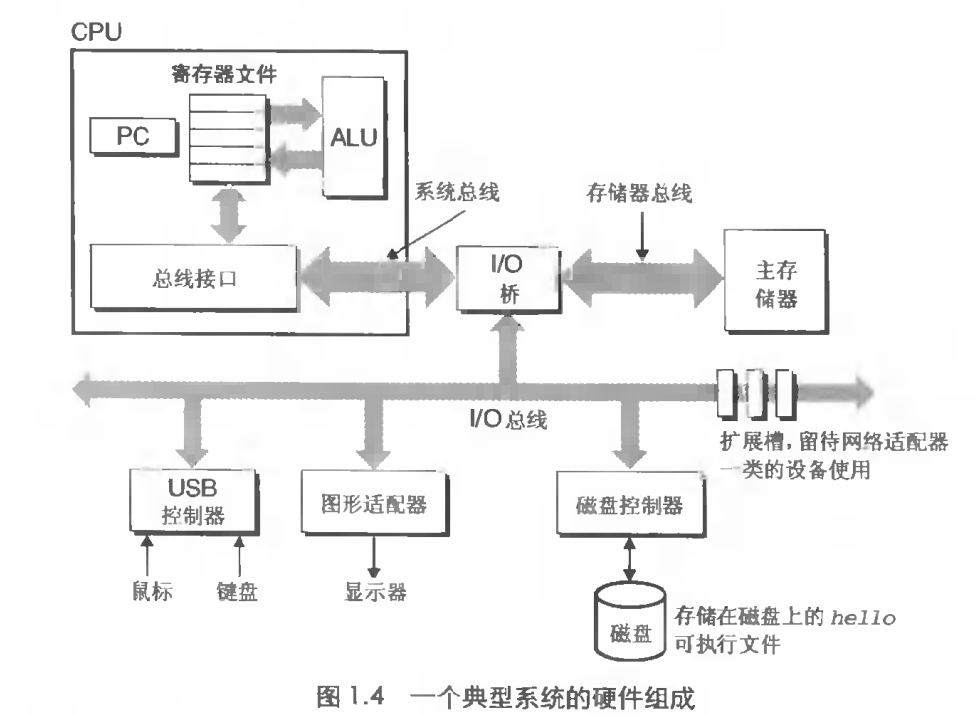 CPU
寄存器文件
PC
ALU
系统总线
存储器总线
总线接口
I/O
桥
主存
储器
I/O 总线
扩展槽，留待网络适配器
一类的设备使用
USB
控制器
图形适配器
磁盘控制器
鼠标
键盘
显示器
磁盘
存储在磁盘上的 hello
可执行文件
图 1.4 一个典型系统的硬件组成